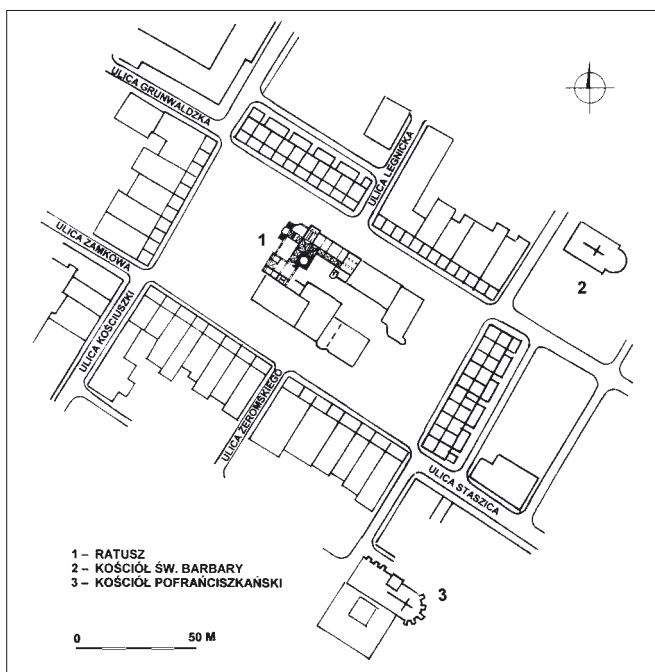 ULICA GRUNWALDZKA
ULICA LEGNICKA
ULICA ZAMKOWA
1
2
ULICA KOŚCIUSZKI
ULICA ŻEROMSKIEGO
ULICA STASZICA
1 – RATUSZ
2 – KOŚCIÓŁ ŚW. BARBARY
3 – KOŚCIÓŁ POFRAŃCISZKAŃSKI
3
0 50 M